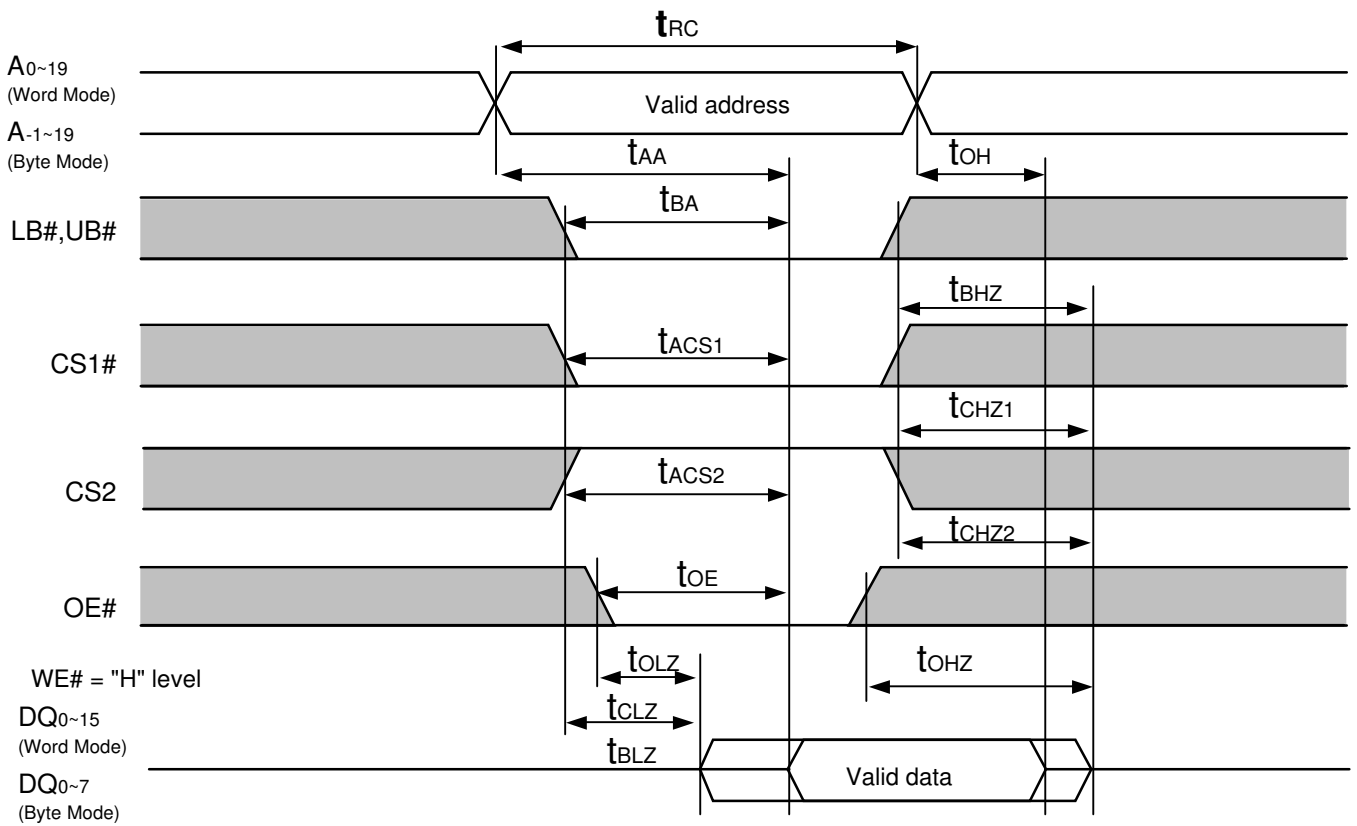 tRC
A0~19
(Word Mode)
Valid address
A-1~19
(Byte Mode)
tAA
tOH
tBA
LB#,UB#
tBHZ
CS1#
tACS1
tCHZ1
CS2
tACS2
tCHZ2
OE#
tOE
tOLZ
tOHZ
WE# = "H" level
tCLZ
DQ0~15
(Word Mode)
tBLZ
Valid data
DQ0~7
(Byte Mode)